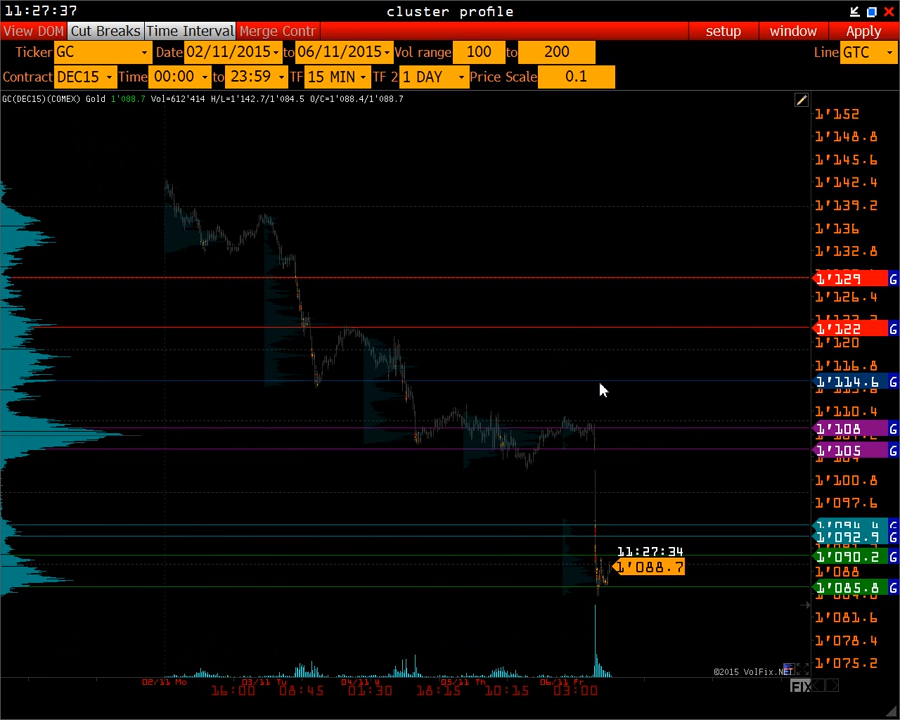 11:27:37 cluster profile
View DOM Cut Breaks Time Interval Merge Contr setup window Apply
Ticker GC Date 02/11/2015 to 06/11/2015 Vol range 100 to 200 Line GTC
Contract DEC15 Time 00:00 to 23:59 TF 15 MIN TF 2 1 DAY Price Scale 0.1
GC(DEC15)(COMEX) Gold 1'088.7 Vol=612'414 H/L=1'142.7/1'084.5 O/C=1'088.4/1'088.7
1'152
1'148.8
1'145.6
1'142.4
1'139.2
1'136
1'132.8
1'129 G
1'126.4
1'122 G
1'120
1'116.8
1'114.6 G
1'110.4
1'108 G
1'105 G
1'100.8
1'097.6
1'094.4 G
1'092.9 G
11:27:34
1'090.2 G
1'088.7
1'088
1'085.8 G
1'081.6
1'078.4
1'075.2
©2015 VolFix.NET
02/11 Mo 03/11 Tu 04/11 05/11 Th 06/11 Fr
16:00 08:45 01:30 18:15 10:15 03:00
FIX